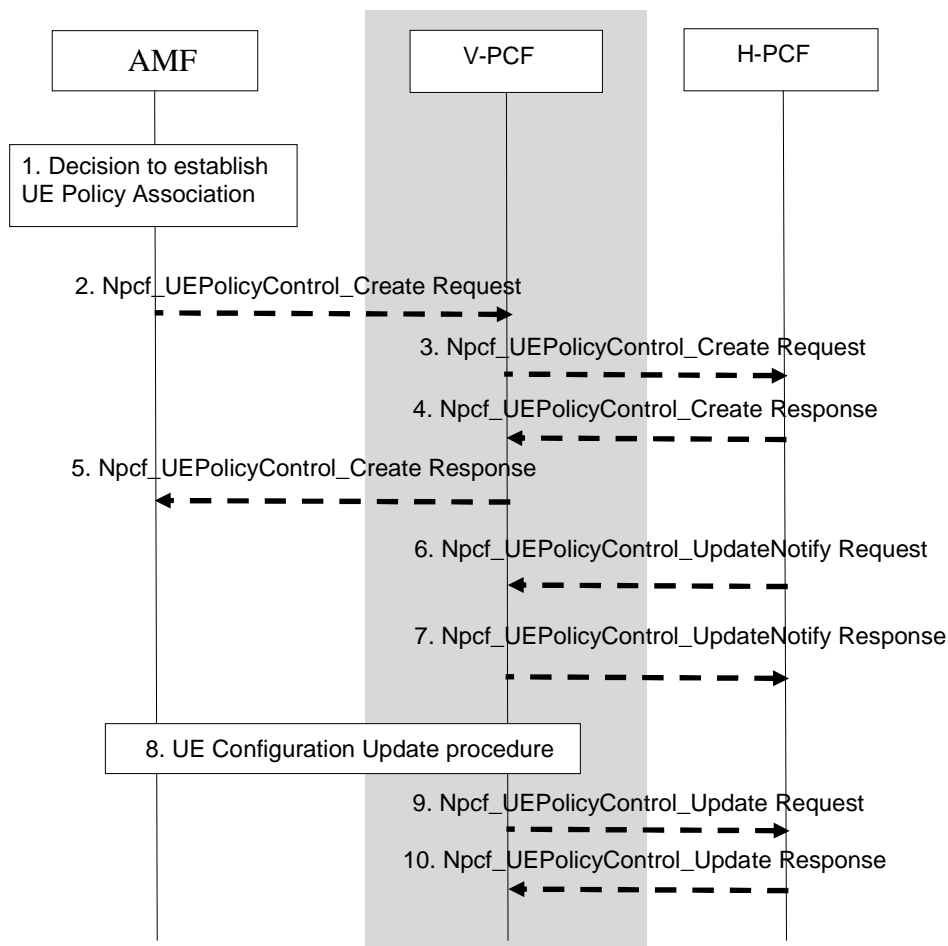 AMF
V-PCF
H-PCF
1. Decision to establish
UE Policy Association
2. Npcf_UEPolicyControl_Create Request
3. Npcf_UEPolicyControl_Create Request
4. Npcf_UEPolicyControl_Create Response
5. Npcf_UEPolicyControl_Create Response
6. Npcf_UEPolicyControl_UpdateNotify Request
7. Npcf_UEPolicyControl_UpdateNotify Response
8. UE Configuration Update procedure
9. Npcf_UEPolicyControl_Update Request
10. Npcf_UEPolicyControl_Update Response